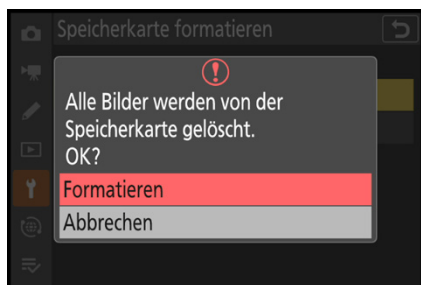 Speicherkarte formatieren
Alle Bilder werden von der
Speicherkarte gelöscht.
OK?
Formatieren
Abbrechen